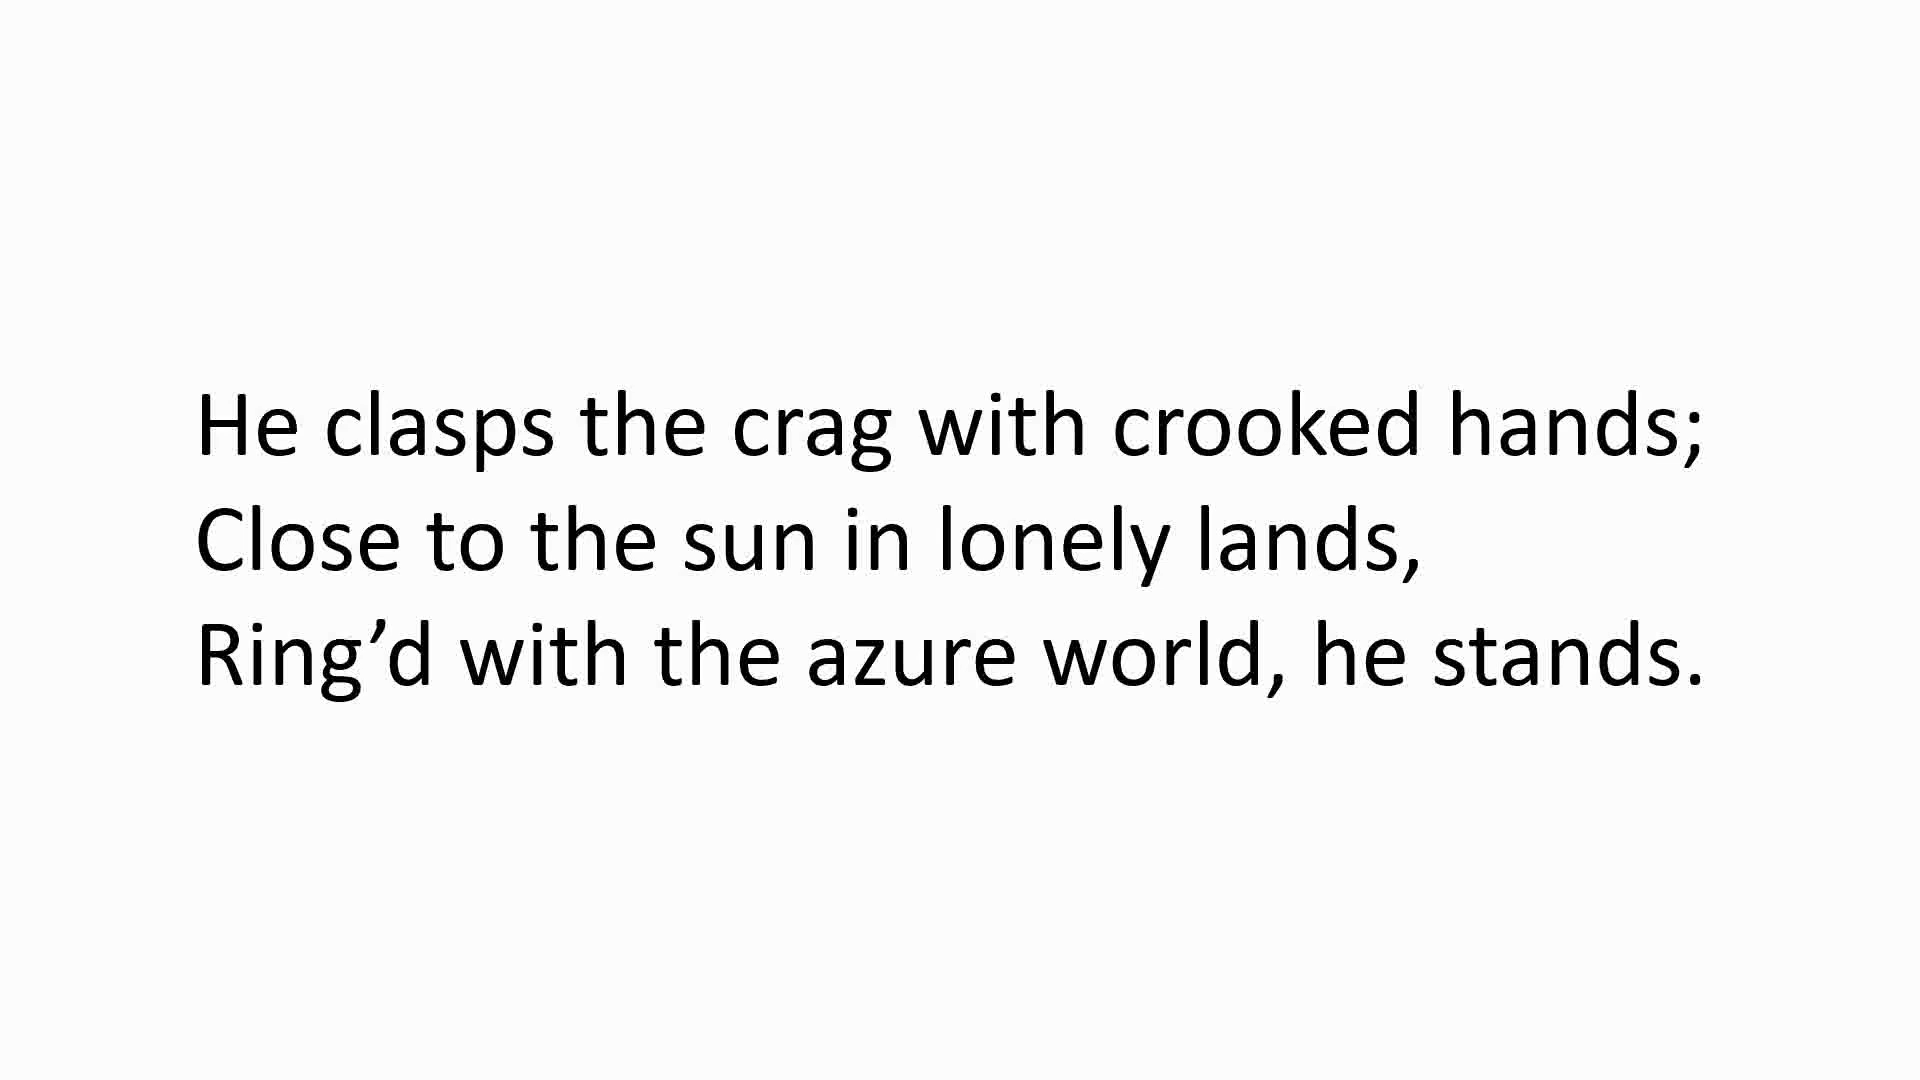 He clasps the crag with crooked hands;
Close to the sun in lonely lands,
Ring’d with the azure world, he stands.